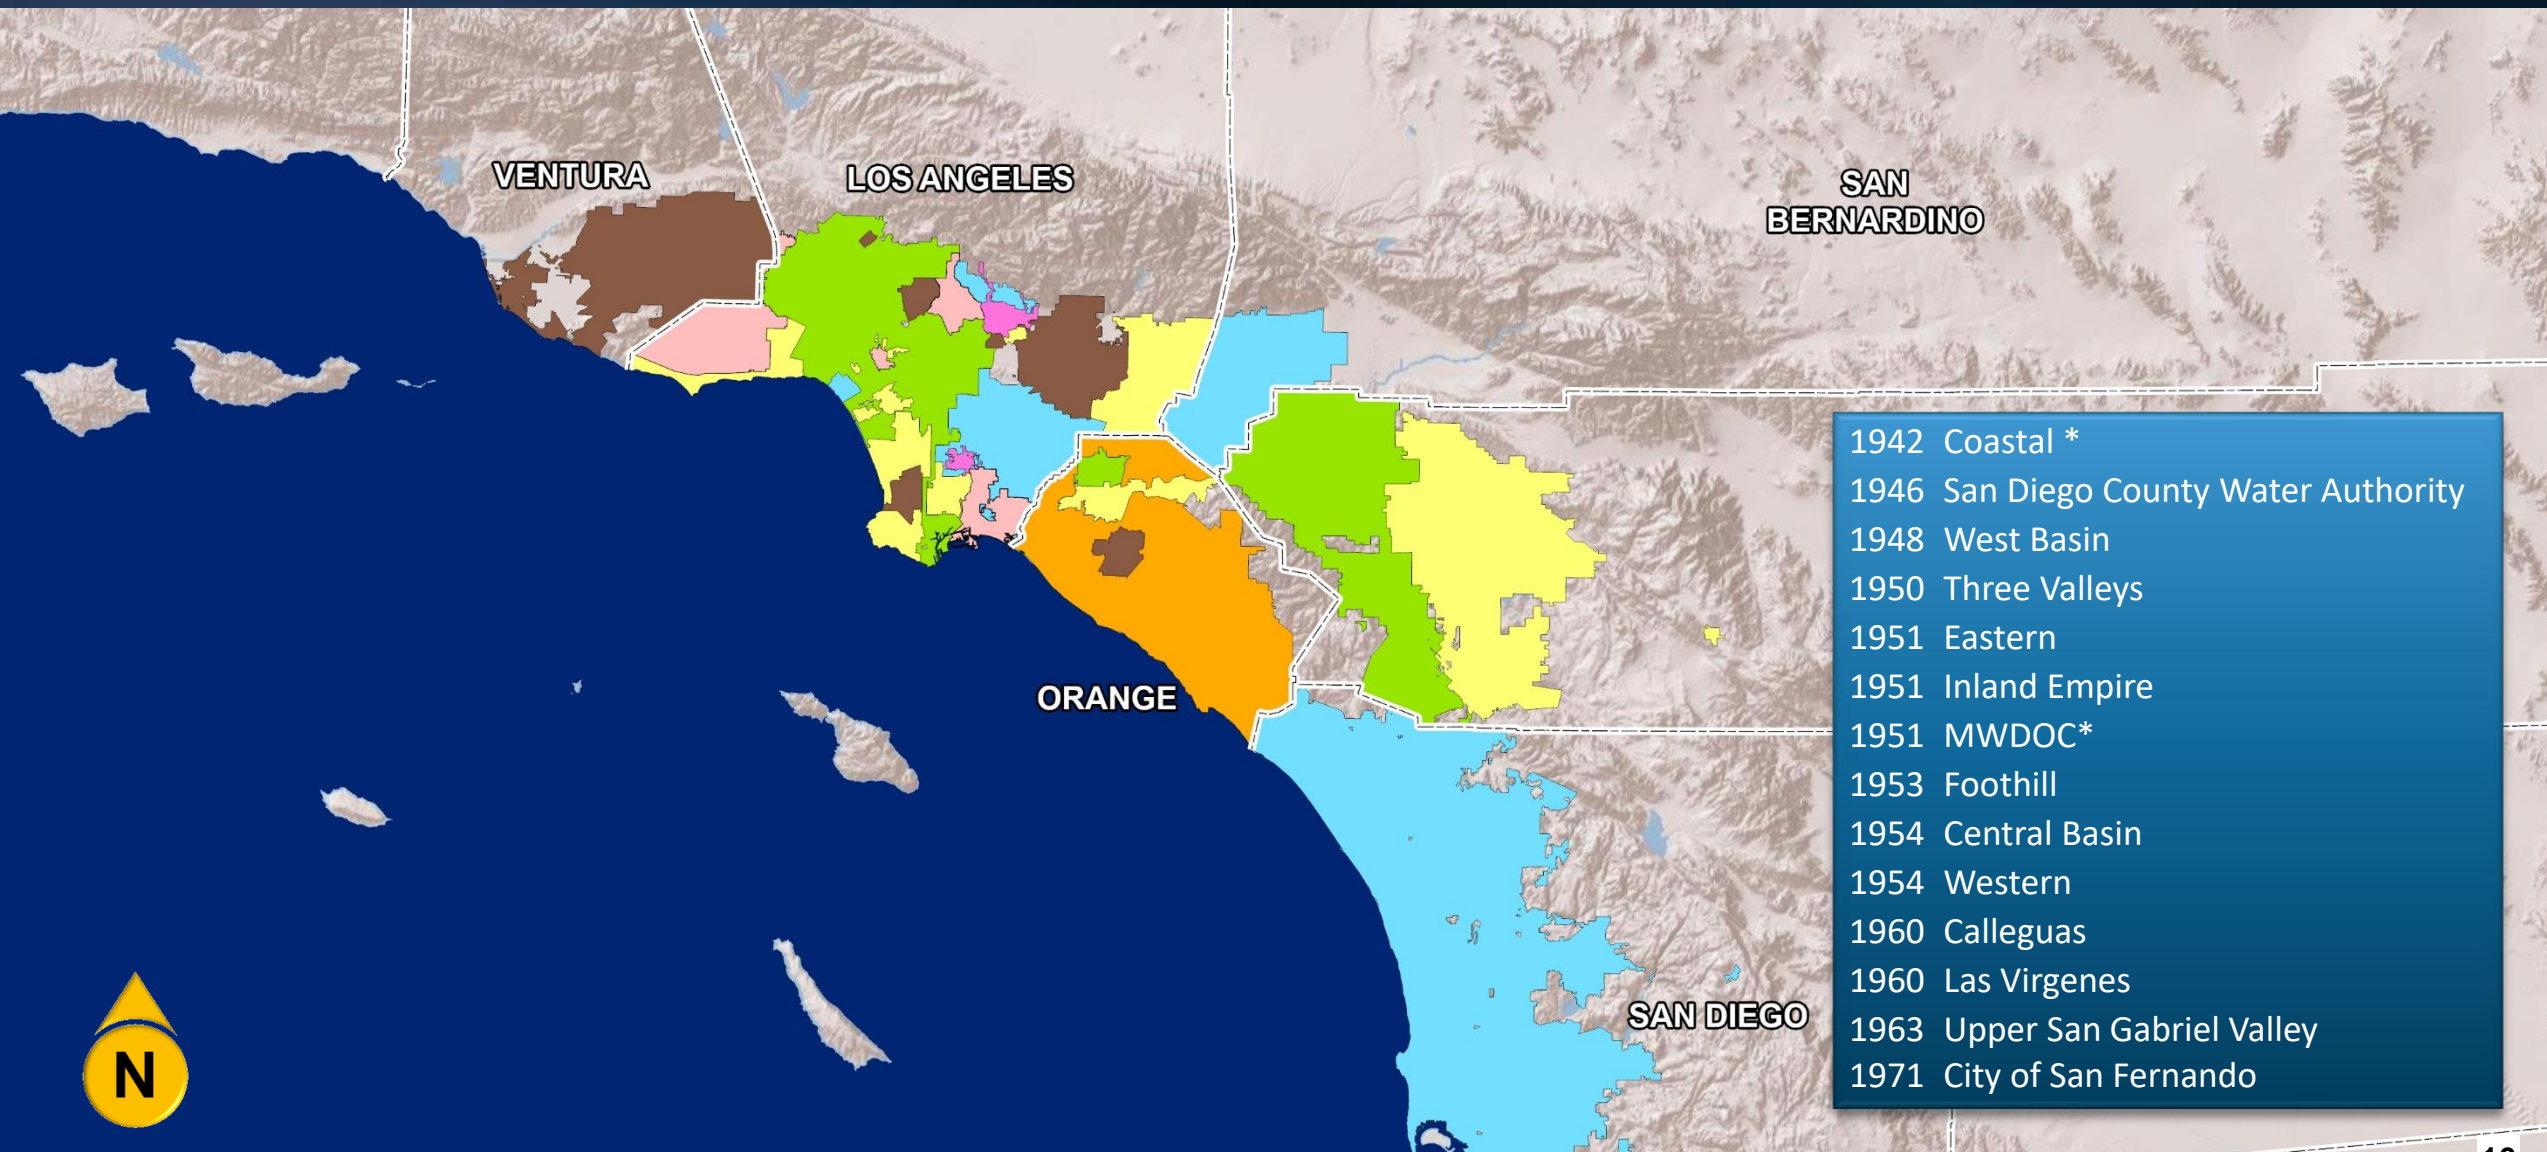 VENTURA
LOS ANGELES
SAN
BERNARDINO
1942 Coastal *
1946 San Diego County Water Authority
1948 West Basin
1950 Three Valleys
1951 Eastern
1951 Inland Empire
1951 MWDOC*
1953 Foothill
1954 Central Basin
1954 Western
1960 Calleguas
1960 Las Virgenes
1963 Upper San Gabriel Valley
1971 City of San Fernando
ORANGE
SAN DIEGO
N